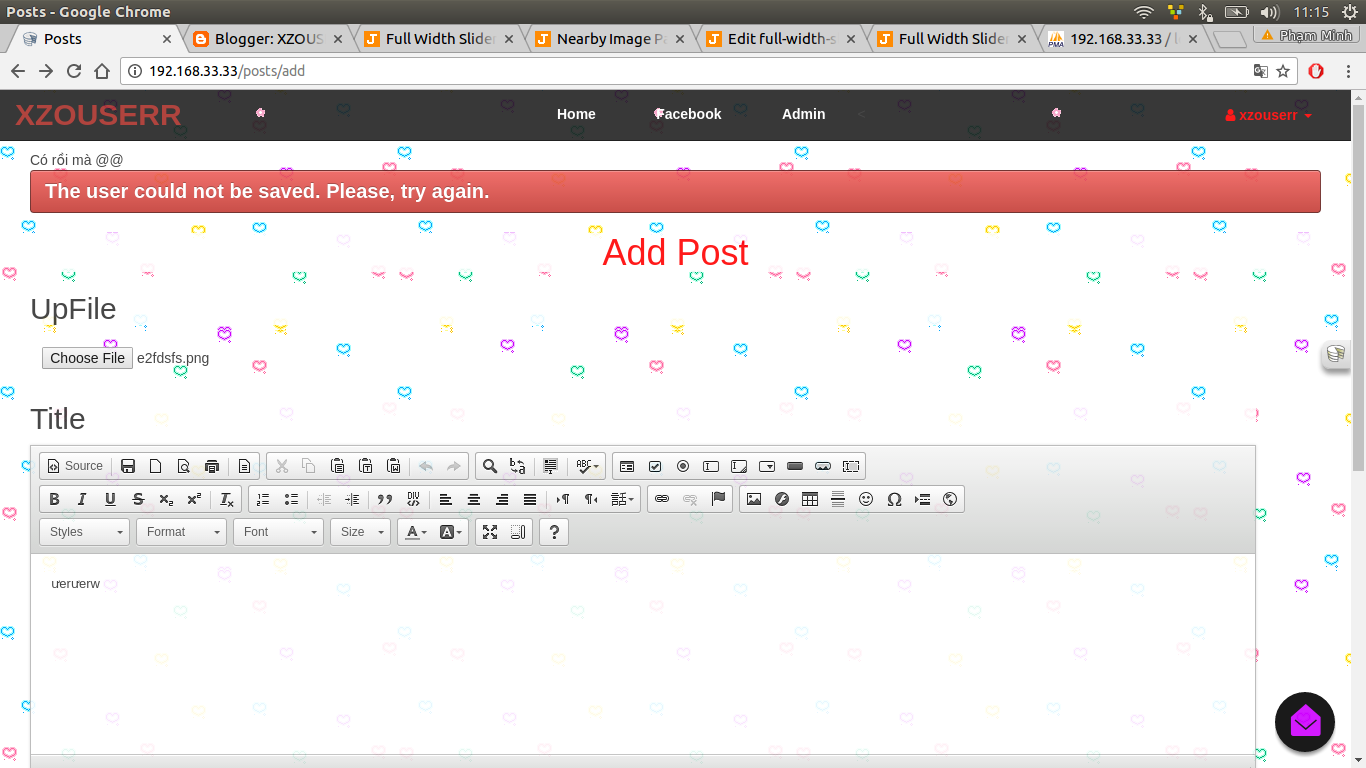 Posts - Google Chrome
11:15
Posts
Blogger: XZOUS
Full Width Slider
Nearby Image Pa
Edit full-width-s
Full Width Slider
192.168.33.33 / l
Phạm Minh
192.168.33.33/posts/add
XZOUSERR
Home
Facebook
Admin
xzouserr
Có rồi mà @@
The user could not be saved. Please, try again.
Add Post
UpFile
Choose File e2fdsfs.png
Title
Source
Styles
Format
Font
Size
ưerưerw